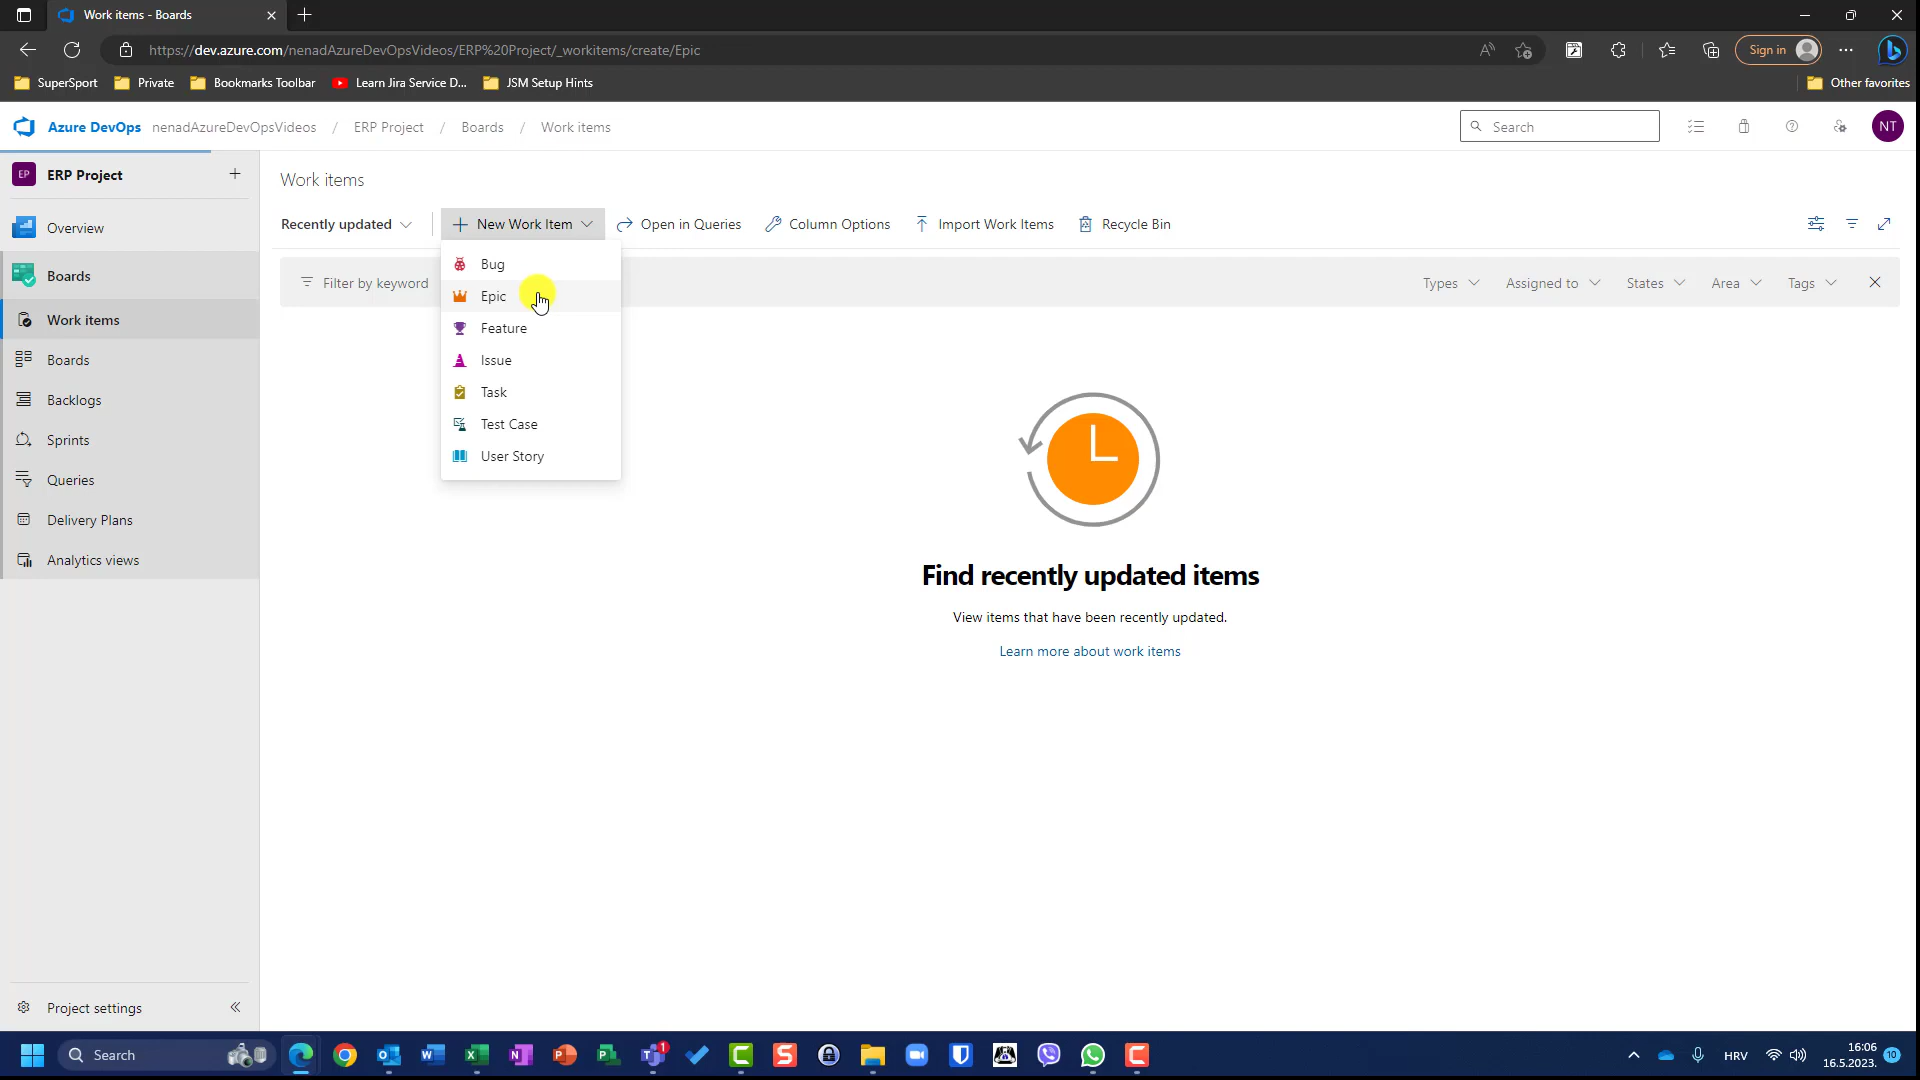 Work items - Boards
https://dev.azure.com/nenadAzureDevOpsVideos/ERP%20Project/_workitems/create/Epic
Sign in
SuperSport
Private
Bookmarks Toolbar
Learn Jira Service D...
JSM Setup Hints
Other favorites
Azure DevOps
nenadAzureDevOpsVideos / ERP Project / Boards / Work items
Search
NT
EP
ERP Project
Overview
Boards
Work items
Boards
Backlogs
Sprints
Queries
Delivery Plans
Analytics views
Project settings
Work items
Recently updated
New Work Item
Open in Queries
Column Options
Import Work Items
Recycle Bin
Filter by keyword
Types
Assigned to
States
Area
Tags
Bug
Epic
Feature
Issue
Task
Test Case
User Story
Find recently updated items
View items that have been recently updated.
Learn more about work items
Search
1
HRV
16:06
16.5.2023.
10